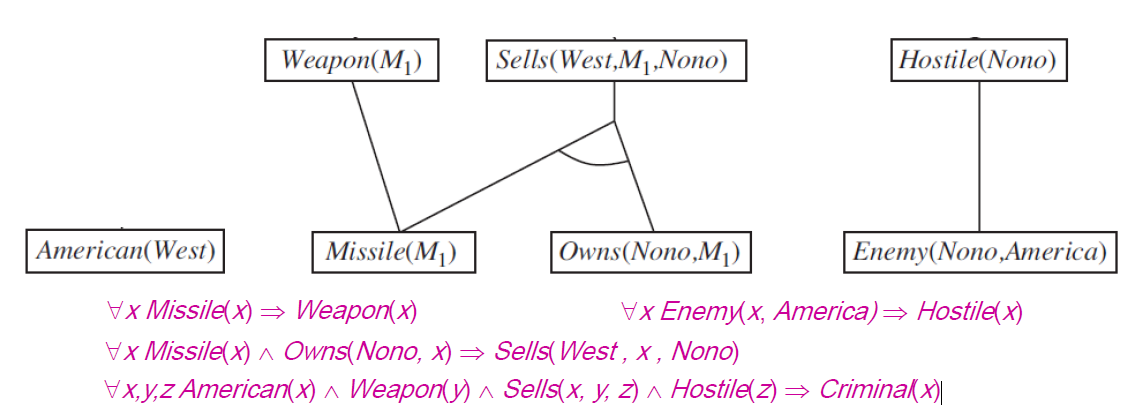 Weapon(M₁) Sells(West,M₁,Nono) Hostile(Nono)
American(West) Missile(M₁) Owns(Nono,M₁) Enemy(Nono,America)
∀x Missile(x) ⇒ Weapon(x) ∀x Enemy(x, America) ⇒ Hostile(x)
∀x Missile(x) ∧ Owns(Nono, x) ⇒ Sells(West , x , Nono)
∀x,y,z American(x) ∧ Weapon(y) ∧ Sells(x, y, z) ∧ Hostile(z) ⇒ Criminal(x)